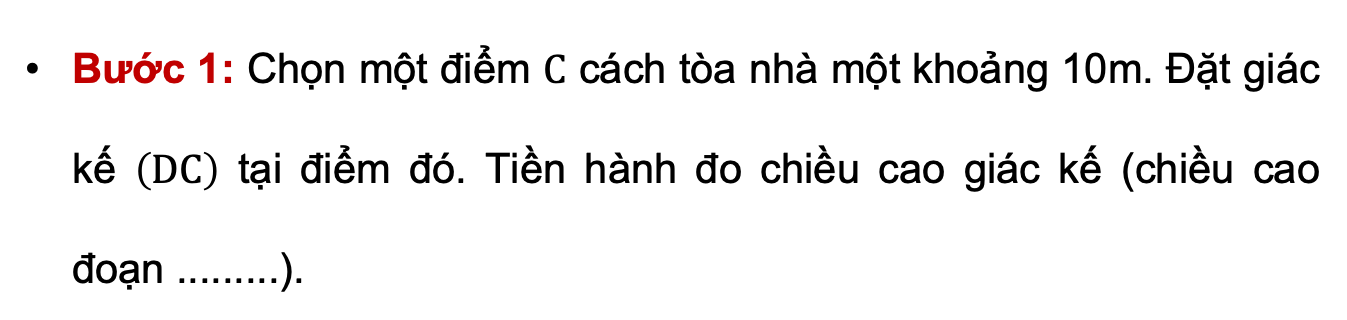 • Bước 1: Chọn một điểm C cách tòa nhà một khoảng 10m. Đặt giác
kế (DC) tại điểm đó. Tiền hành đo chiều cao giác kế (chiều cao
đoạn .........).